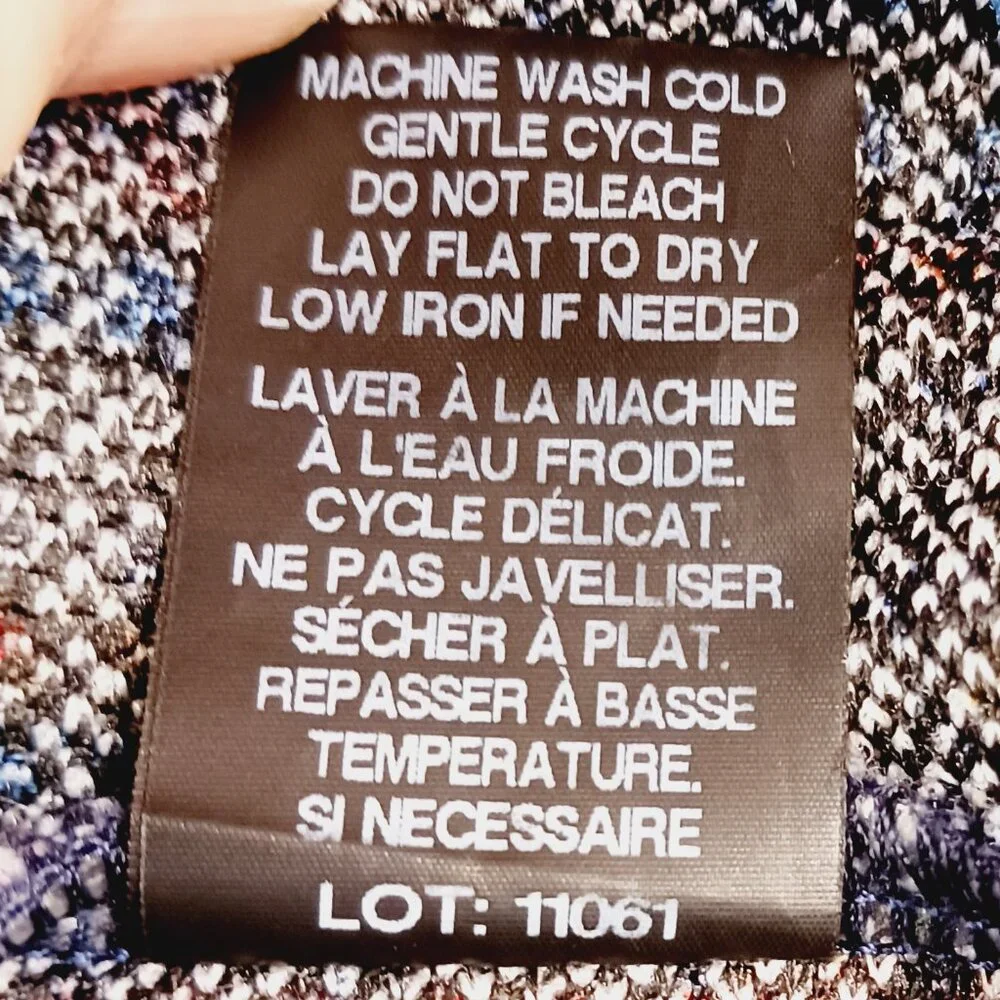 MACHINE WASH COLD
GENTLE CYCLE
DO NOT BLEACH
LAY FLAT TO DRY
LOW IRON IF NEEDED
LAVER À LA MACHINE
À L'EAU FROIDE.
CYCLE DÉLICAT.
NE PAS JAVELLISER.
SÉCHER À PLAT.
REPASSER À BASSE
TEMPERATURE.
SI NECESSAIRE
LOT: 11061